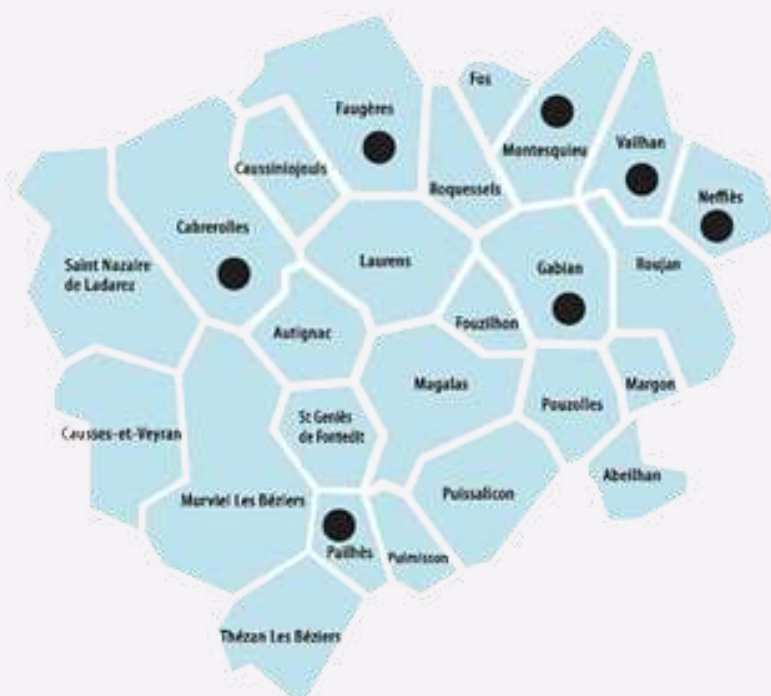 Fos
Faugères
Montesquieu
Vailhan
Caussiniojouls
Roquessels
Neffiès
Cabrerolles
Saint Nazaire
de Ladarez
Laurens
Gabian
Roujan
Autignac
Fouzilhon
Magalas
Margon
Pouzolles
St Geniès
de Fontedit
Causses-et-Veyran
Abeilhan
Puissalicon
Murviel Les Béziers
Pailhès
Puimisson
Thézan Les Béziers